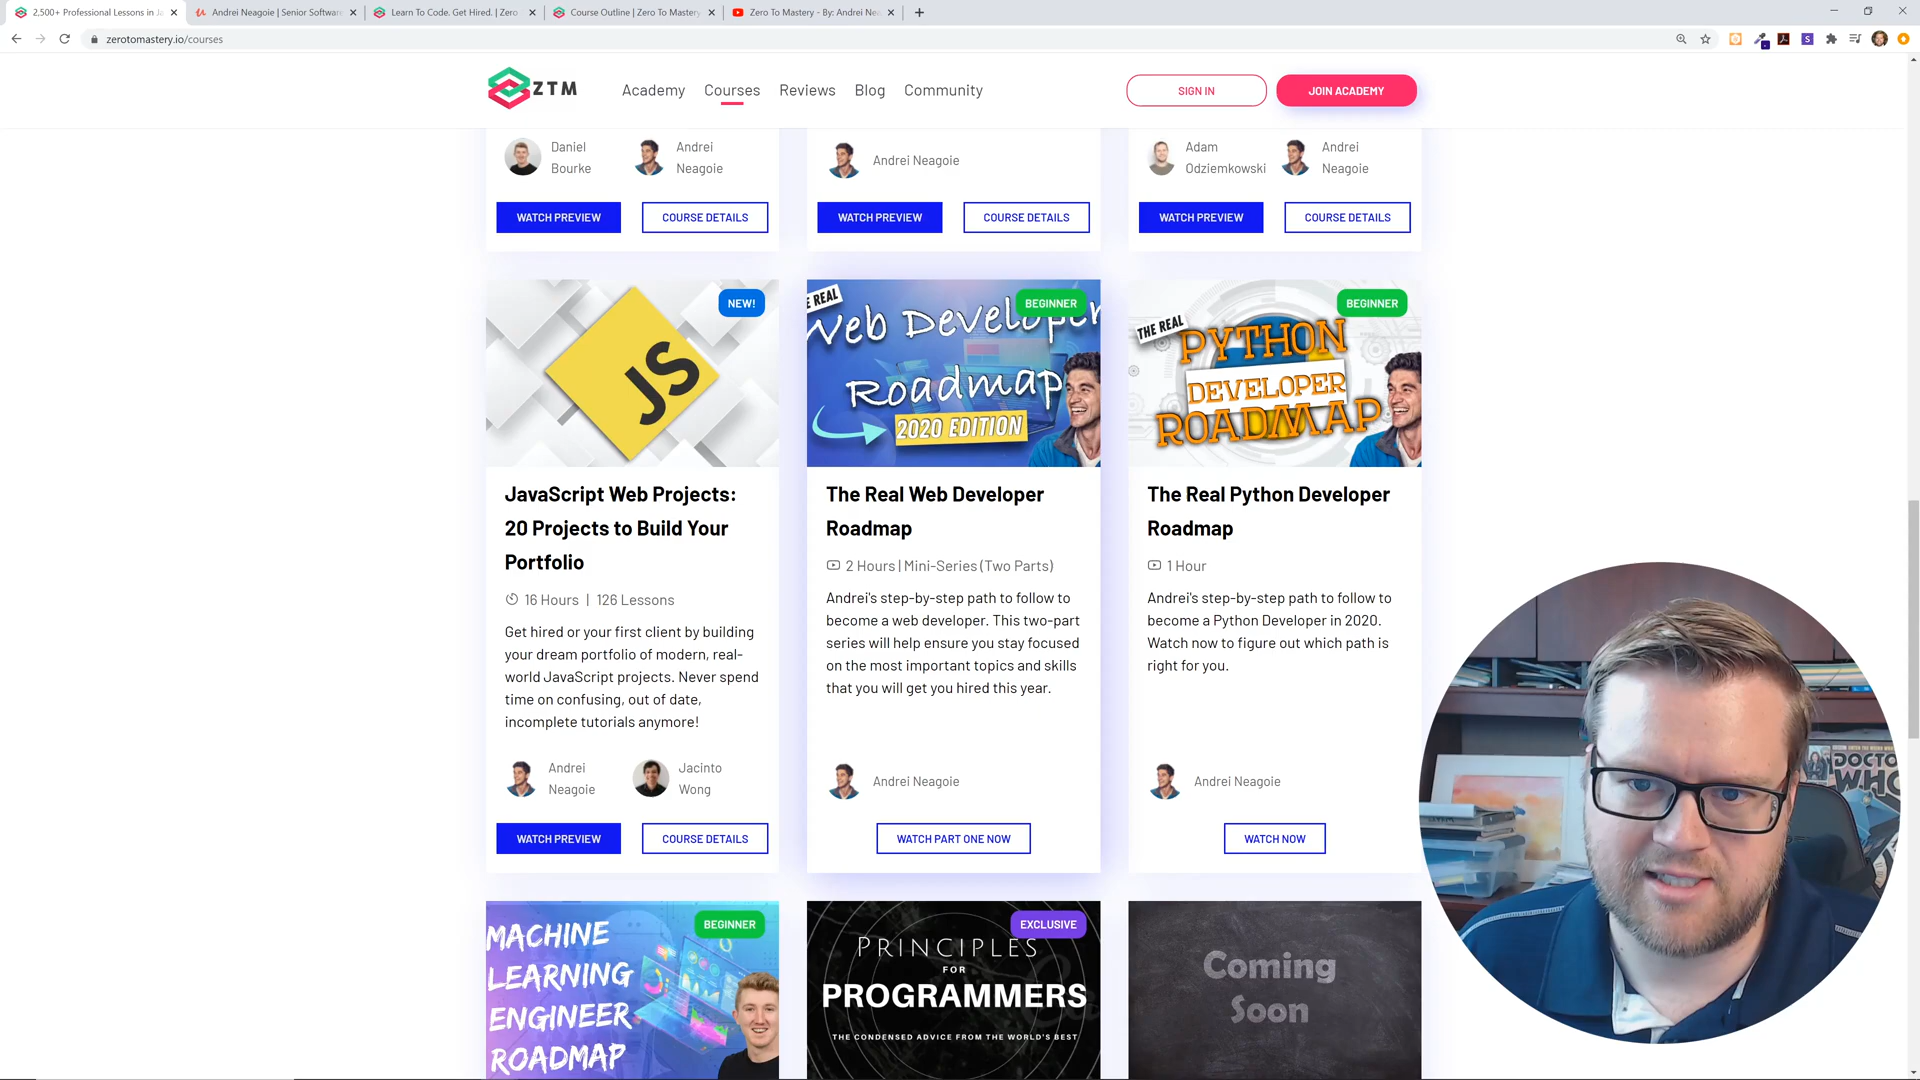 2,500+ Professional Lessons in Ja
Andrei Neagoie | Senior Softwar
Learn To Code. Get Hired. | Zero
Course Outline | Zero To Mastery
Zero To Mastery - By: Andrei Nea
zerotomastery.io/courses
ZTM
Academy
Courses
Reviews
Blog
Community
SIGN IN
JOIN ACADEMY
Daniel
Bourke
Andrei
Neagoie
Andrei Neagoie
Adam
Odziemkowski
Andrei
Neagoie
WATCH PREVIEW
COURSE DETAILS
WATCH PREVIEW
COURSE DETAILS
WATCH PREVIEW
COURSE DETAILS
NEW!
JS
JavaScript Web Projects:
20 Projects to Build Your
Portfolio
16 Hours | 126 Lessons
Get hired or your first client by building
your dream portfolio of modern, real-
world JavaScript projects. Never spend
time on confusing, out of date,
incomplete tutorials anymore!
Andrei
Neagoie
Jacinto
Wong
WATCH PREVIEW
COURSE DETAILS
BEGINNER
REAL
Web Developer
Roadmap
2020 EDITION
The Real Web Developer
Roadmap
2 Hours | Mini-Series (Two Parts)
Andrei's step-by-step path to follow to
become a web developer. This two-part
series will help ensure you stay focused
on the most important topics and skills
that you will get you hired this year.
Andrei Neagoie
WATCH PART ONE NOW
BEGINNER
THE REAL
PYTHON
DEVELOPER
ROADMAP
The Real Python Developer
Roadmap
1 Hour
Andrei's step-by-step path to follow to
become a Python Developer in 2020.
Watch now to figure out which path is
right for you.
Andrei Neagoie
WATCH NOW
BEGINNER
MACHINE
LEARNING
ENGINEER
ROADMAP
EXCLUSIVE
PRINCIPLES
FOR
PROGRAMMERS
THE CONDENSED ADVICE FROM THE WORLD'S BEST
Coming
Soon
DOCTOR
WHO